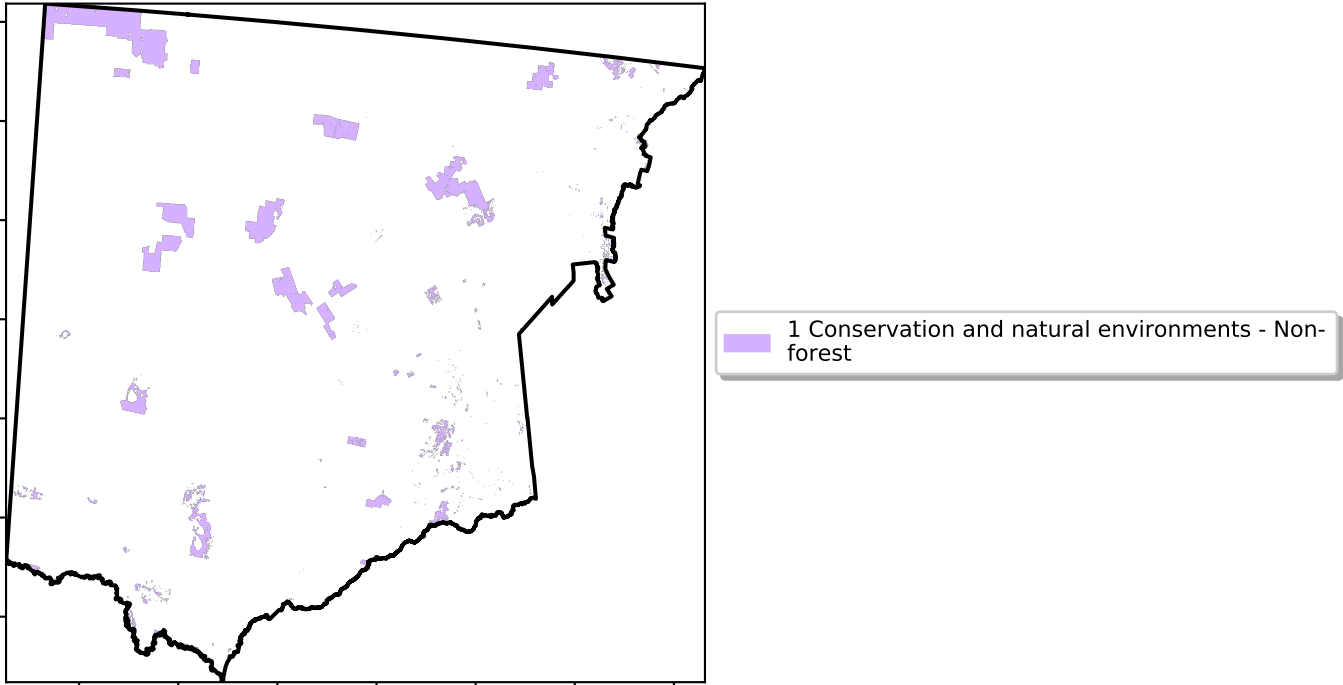 1 Conservation and natural environments - Non-
forest